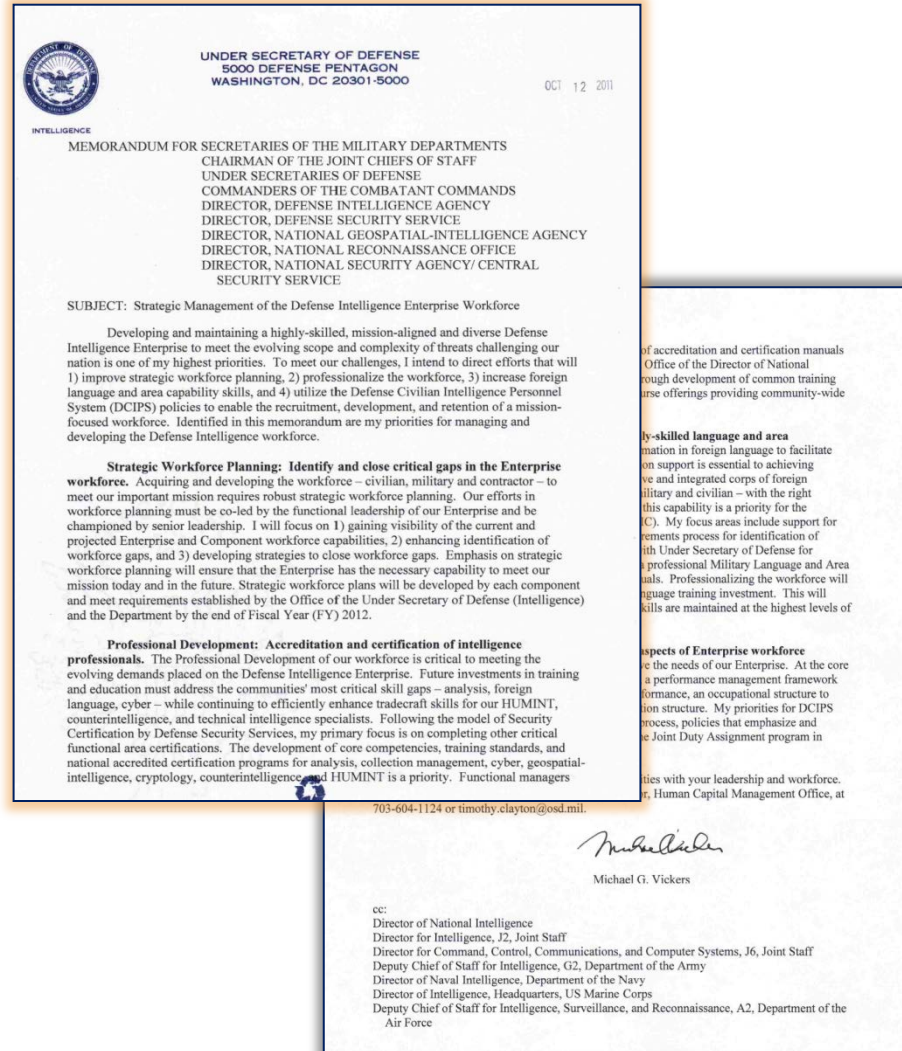 UNDER SECRETARY OF DEFENSE
5000 DEFENSE PENTAGON
WASHINGTON, DC 20301-5000
OCT 12 2011
DEPARTMENT OF DEFENSE
UNITED STATES OF AMERICA
INTELLIGENCE
MEMORANDUM FOR SECRETARIES OF THE MILITARY DEPARTMENTS
CHAIRMAN OF THE JOINT CHIEFS OF STAFF
UNDER SECRETARIES OF DEFENSE
COMMANDERS OF THE COMBATANT COMMANDS
DIRECTOR, DEFENSE INTELLIGENCE AGENCY
DIRECTOR, DEFENSE SECURITY SERVICE
DIRECTOR, NATIONAL GEOSPATIAL-INTELLIGENCE AGENCY
DIRECTOR, NATIONAL RECONNAISSANCE OFFICE
DIRECTOR, NATIONAL SECURITY AGENCY/ CENTRAL
SECURITY SERVICE
SUBJECT: Strategic Management of the Defense Intelligence Enterprise Workforce
Developing and maintaining a highly-skilled, mission-aligned and diverse Defense
Intelligence Enterprise to meet the evolving scope and complexity of threats challenging our
nation is one of my highest priorities. To meet our challenges, I intend to direct efforts that will
1) improve strategic workforce planning, 2) professionalize the workforce, 3) increase foreign
language and area capability skills, and 4) utilize the Defense Civilian Intelligence Personnel
System (DCIPS) policies to enable the recruitment, development, and retention of a mission-
focused workforce. Identified in this memorandum are my priorities for managing and
developing the Defense Intelligence workforce.
Strategic Workforce Planning: Identify and close critical gaps in the Enterprise
workforce. Acquiring and developing the workforce – civilian, military and contractor – to
meet our important mission requires robust strategic workforce planning. Our efforts in
workforce planning must be co-led by the functional leadership of our Enterprise and be
championed by senior leadership. I will focus on 1) gaining visibility of the current and
projected Enterprise and Component workforce capabilities, 2) enhancing identification of
workforce gaps, and 3) developing strategies to close workforce gaps. Emphasis on strategic
workforce planning will ensure that the Enterprise has the necessary capability to meet our
mission today and in the future. Strategic workforce plans will be developed by each component
and meet requirements established by the Office of the Under Secretary of Defense (Intelligence)
and the Department by the end of Fiscal Year (FY) 2012.
Professional Development: Accreditation and certification of intelligence
professionals. The Professional Development of our workforce is critical to meeting the
evolving demands placed on the Defense Intelligence Enterprise. Future investments in training
and education must address the communities' most critical skill gaps – analysis, foreign
language, cyber – while continuing to efficiently enhance tradecraft skills for our HUMINT,
counterintelligence, and technical intelligence specialists. Following the model of Security
Certification by Defense Security Services, my primary focus is on completing other critical
functional area certifications. The development of core competencies, training standards, and
national accredited certification programs for analysis, collection management, cyber, geospatial-
intelligence, cryptology, counterintelligence, and HUMINT is a priority. Functional managers
of accreditation and certification manuals
Office of the Director of National
rough development of common training
urse offerings providing community-wide
ly-skilled language and area
mation in foreign language to facilitate
on support is essential to achieving
ve and integrated corps of foreign
ilitary and civilian – with the right
this capability is a priority for the
IC). My focus areas include support for
rements process for identification of
ith Under Secretary of Defense for
professional Military Language and Area
uals. Professionalizing the workforce will
nguage training investment. This will
kills are maintained at the highest levels of
aspects of Enterprise workforce
e the needs of our Enterprise. At the core
a performance management framework
formance, an occupational structure to
tion structure. My priorities for DCIPS
process, policies that emphasize and
e Joint Duty Assignment program in
ities with your leadership and workforce.
r, Human Capital Management Office, at
703-604-1124 or timothy.clayton@osd.mil.
Michael G. Vickers
cc:
Director of National Intelligence
Director for Intelligence, J2, Joint Staff
Director for Command, Control, Communications, and Computer Systems, J6, Joint Staff
Deputy Chief of Staff for Intelligence, G2, Department of the Army
Director of Naval Intelligence, Department of the Navy
Director of Intelligence, Headquarters, US Marine Corps
Deputy Chief of Staff for Intelligence, Surveillance, and Reconnaissance, A2, Department of the
Air Force